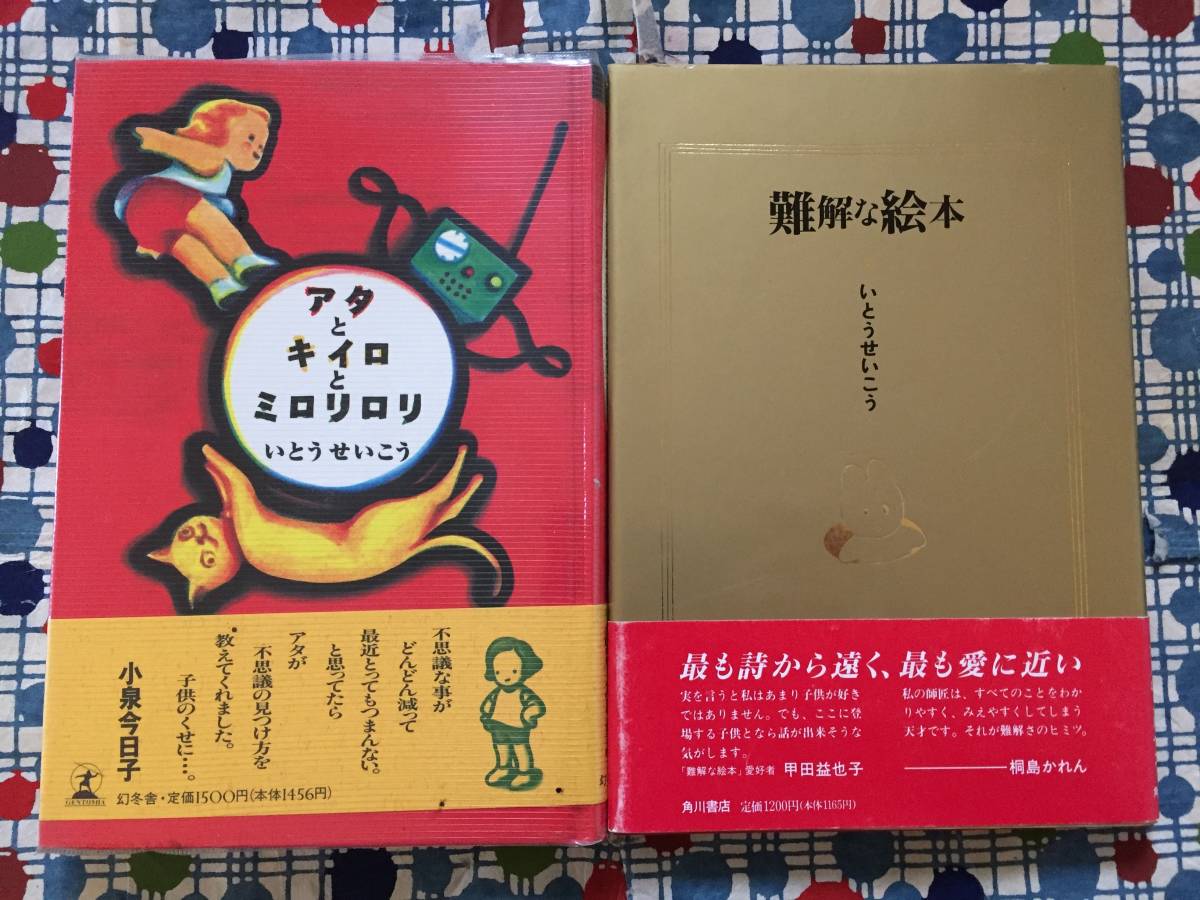 アタ
と
キイロ
と
ミロリロリ
いとうせいこう
不思議な事が
どんどん減って
最近とってもつまんない。
と思ってたら
アタが
不思議の見つけ方を
教えてくれました。
子供のくせに…。
小泉今日子
GENTOSHA
幻冬舎・定価1500円(本体1456円)
幻
難解な絵本
いとうせいこう
最も詩から遠く、最も愛に近い
実を言うと私はあまり子供が好き
ではありません。でも、ここに登
場する子供となら話が出来そうな
気がします。
「難解な絵本」愛好者 甲田益也子
私の師匠は、すべてのことをわか
りやすく、みえやすくしてしまう
天才です。それが難解さのヒミツ。
桐島かれん
角川書店 定価1200円(本体1165円)